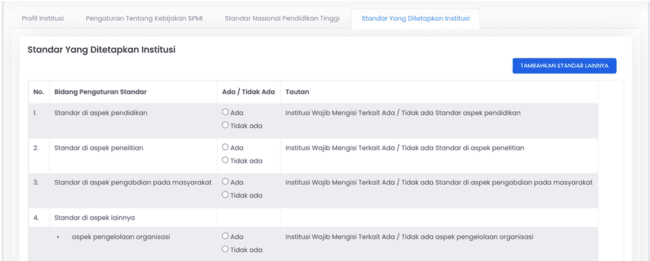 Profil Institusi Pengaturan Tentang Kebijakan SPMI Standar Nasional Pendidikan Tinggi Standar Yang Ditetapkan Institusi
Standar Yang Ditetapkan Institusi
TAMBAHKAN STANDAR LAINNYA
No. Bidang Pengaturan Standar Ada / Tidak Ada Tautan
1. Standar di aspek pendidikan Ada Institusi Wajib Mengisi Terkait Ada / Tidak ada Standar aspek pendidikan
Tidak ada
2. Standar di aspek penelitian Ada Institusi Wajib Mengisi Terkait Ada / Tidak ada Standar di aspek penelitian
Tidak ada
3. Standar di aspek pengabdian pada masyarakat Ada Institusi Wajib Mengisi Terkait Ada / Tidak ada Standar di aspek pengabdian pada masyarakat
Tidak ada
4. Standar di aspek lainnya
• aspek pengelolaan organisasi Ada Institusi Wajib Mengisi Terkait Ada / Tidak ada aspek pengelolaan organisasi
Tidak ada